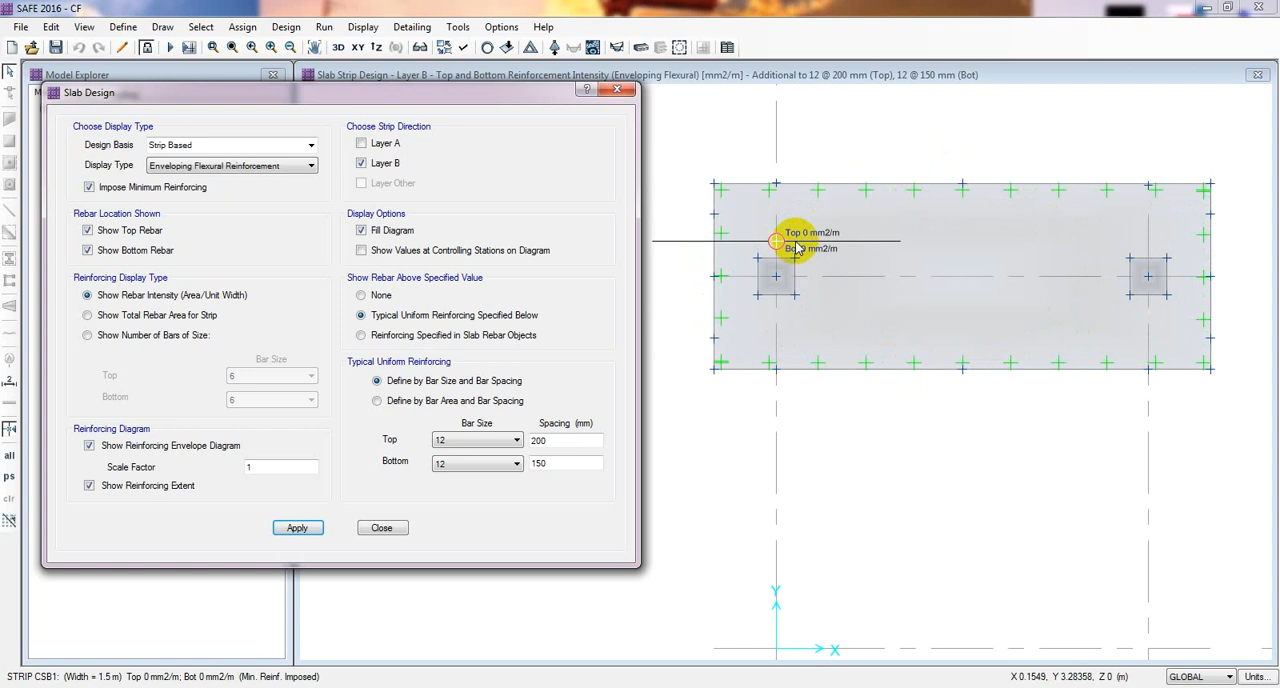 SAFE 2016 - CF
File Edit View Define Draw Select Assign Design Run Display Detailing Tools Options Help
3D XY
Model Explorer
Slab Strip Design - Layer B - Top and Bottom Reinforcement Intensity (Enveloping Flexural) [mm2/m] - Additional to 12 @ 200 mm (Top), 12 @ 150 mm (Bot)
Slab Design
Choose Display Type
Design Basis Strip Based
Display Type Enveloping Flexural Reinforcement
Impose Minimum Reinforcing
Rebar Location Shown
Show Top Rebar
Show Bottom Rebar
Reinforcing Display Type
Show Rebar Intensity (Area/Unit Width)
Show Total Rebar Area for Strip
Show Number of Bars of Size:
Bar Size
Top 6
Bottom 6
Reinforcing Diagram
Show Reinforcing Envelope Diagram
Scale Factor 1
Show Reinforcing Extent
Choose Strip Direction
Layer A
Layer B
Layer Other
Display Options
Fill Diagram
Show Values at Controlling Stations on Diagram
Show Rebar Above Specified Value
None
Typical Uniform Reinforcing Specified Below
Reinforcing Specified in Slab Rebar Objects
Typical Uniform Reinforcing
Define by Bar Size and Bar Spacing
Define by Bar Area and Bar Spacing
Bar Size Spacing (mm)
Top 12 200
Bottom 12 150
Apply Close
Top 0 mm2/m
mm2/m
Y
X
all
ps
clr
STRIP CSB1: (Width = 1.5 m) Top 0 mm2/m; Bot 0 mm2/m (Min. Reinf. Imposed)
X 0.1549, Y 3.28358, Z 0 (m)
GLOBAL
Units...